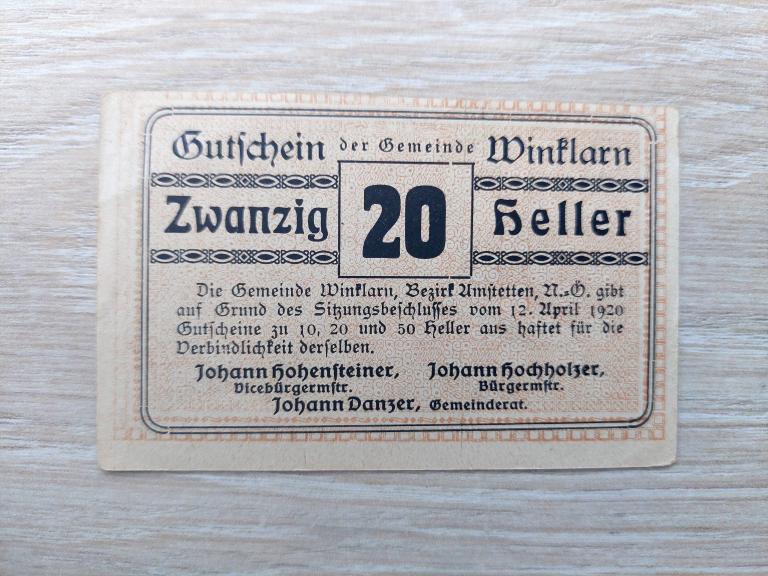 Gutschein der Gemeinde Winklarn
Zwanzig 20 Heller
Die Gemeinde Winklarn, Bezirk Amstetten, N.=Ö. gibt
auf Grund des Sitzungsbeschlusses vom 12. April 1920
Gutscheine zu 10, 20 und 50 Heller aus haftet für die
Verbindlichkeit derselben.
Johann Hohensteiner, Johann Hochholzer,
Vicebürgermstr. Bürgermstr.
Johann Danzer, Gemeinderat.